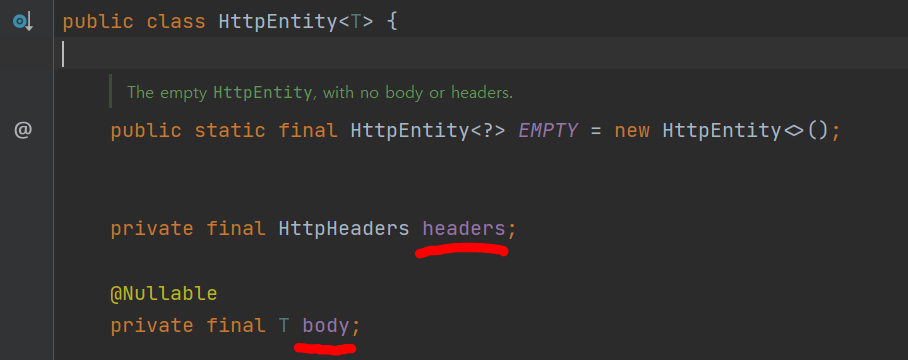 public class HttpEntity<T> {
The empty HttpEntity, with no body or headers.
@
public static final HttpEntity<?> EMPTY = new HttpEntity<>();
private final HttpHeaders headers;
@Nullable
private final T body;